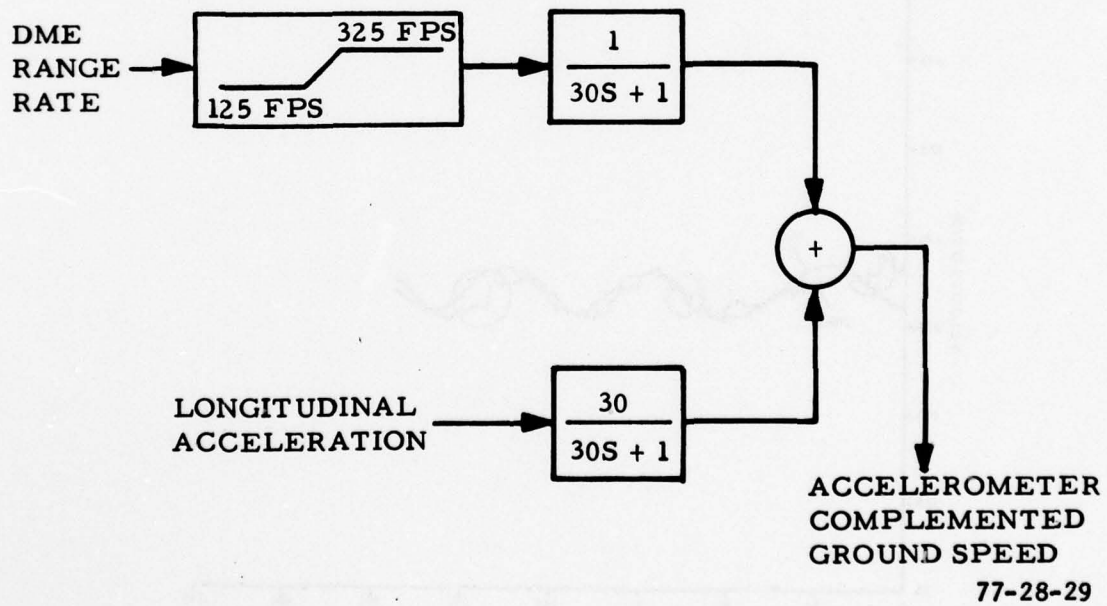 DME
RANGE
RATE
325 FPS
125 FPS
1
30S + 1
+
LONGITUDINAL
ACCELERATION
30
30S + 1
ACCELEROMETER
COMPLEMENTED
GROUND SPEED
77-28-29